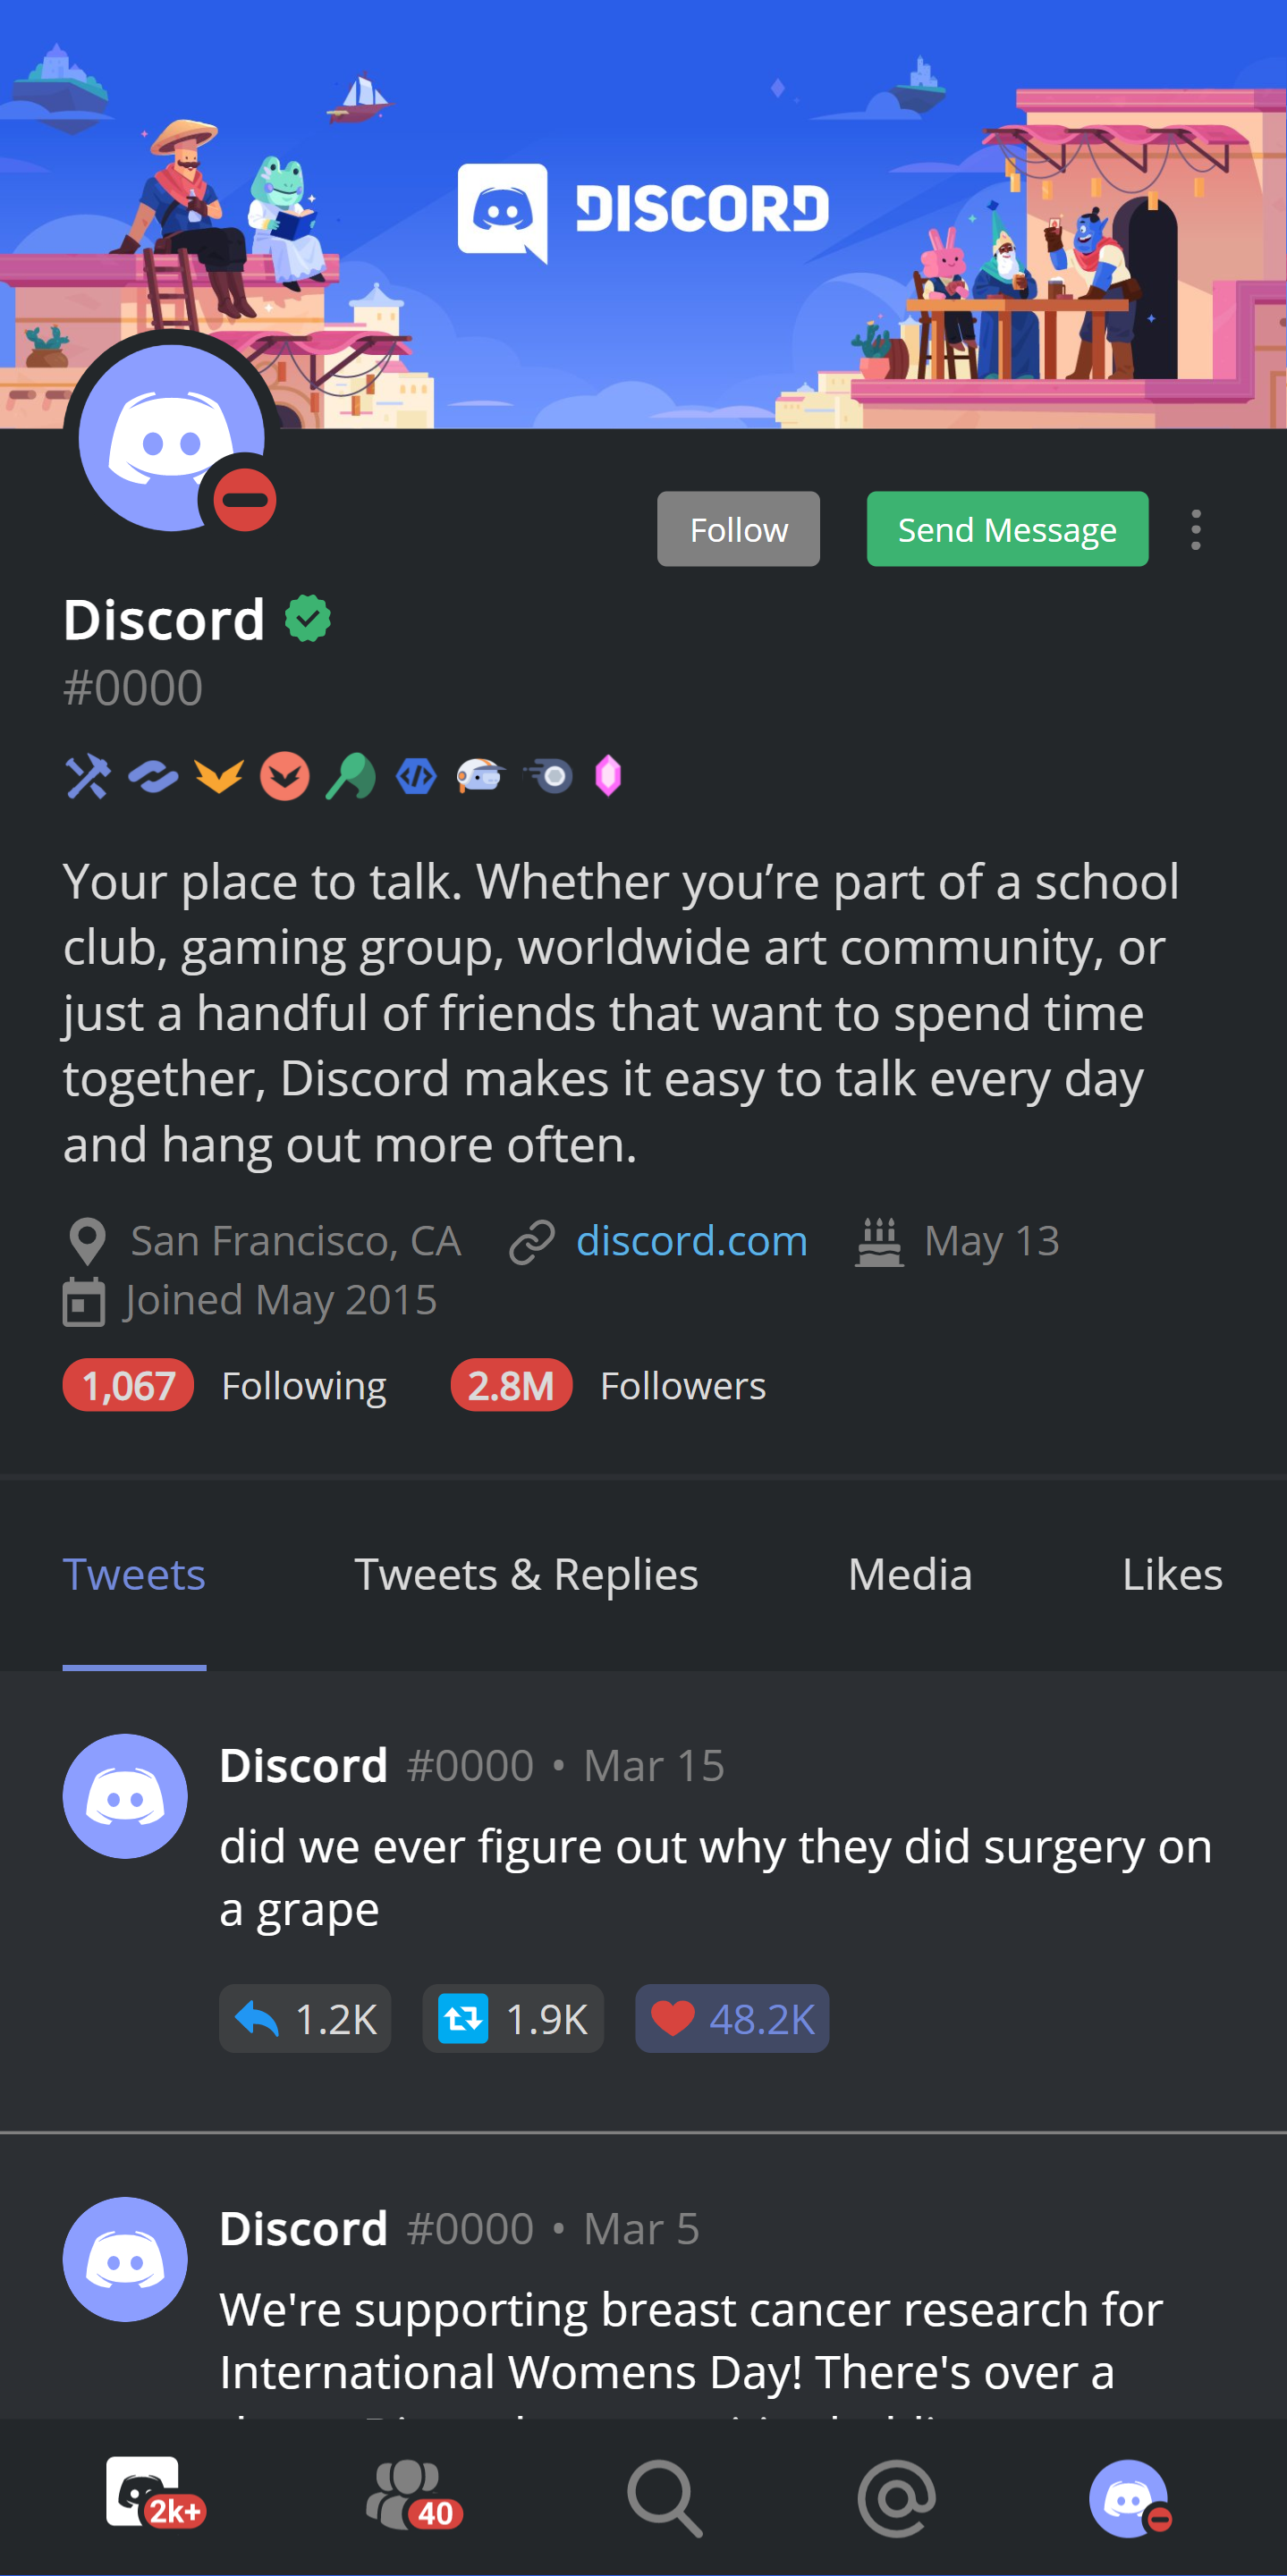 DISCORD
Follow
Send Message
Discord
#0000
Your place to talk. Whether you’re part of a school
club, gaming group, worldwide art community, or
just a handful of friends that want to spend time
together, Discord makes it easy to talk every day
and hang out more often.
San Francisco, CA discord.com May 13
Joined May 2015
1,067 Following 2.8M Followers
Tweets Tweets & Replies Media Likes
Discord #0000 • Mar 15
did we ever figure out why they did surgery on
a grape
1.2K 1.9K 48.2K
Discord #0000 • Mar 5
We're supporting breast cancer research for
International Womens Day! There's over a
2k+ 40